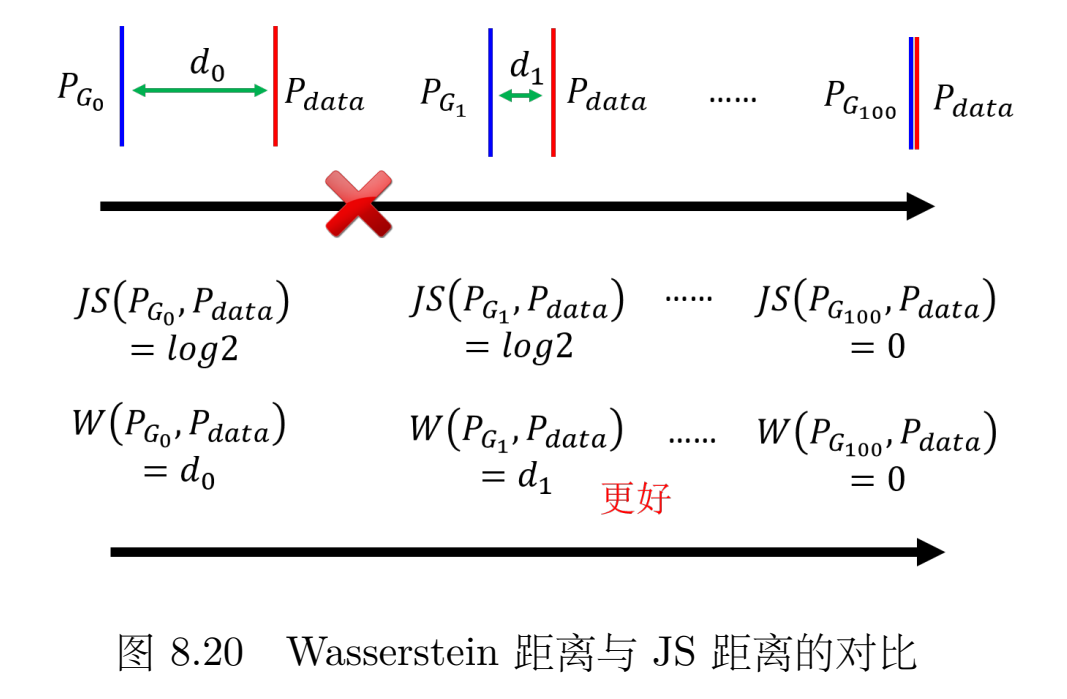 P_{G_0} d_0 P_{data} P_{G_1} d_1 P_{data} ...... P_{G_{100}} P_{data}
JS(P_{G_0}, P_{data}) JS(P_{G_1}, P_{data}) ...... JS(P_{G_{100}}, P_{data})
= log2 = log2 = 0
W(P_{G_0}, P_{data}) W(P_{G_1}, P_{data}) ...... W(P_{G_{100}}, P_{data})
= d_0 = d_1 = 0
更好
图 8.20 Wasserstein 距离与 JS 距离的对比